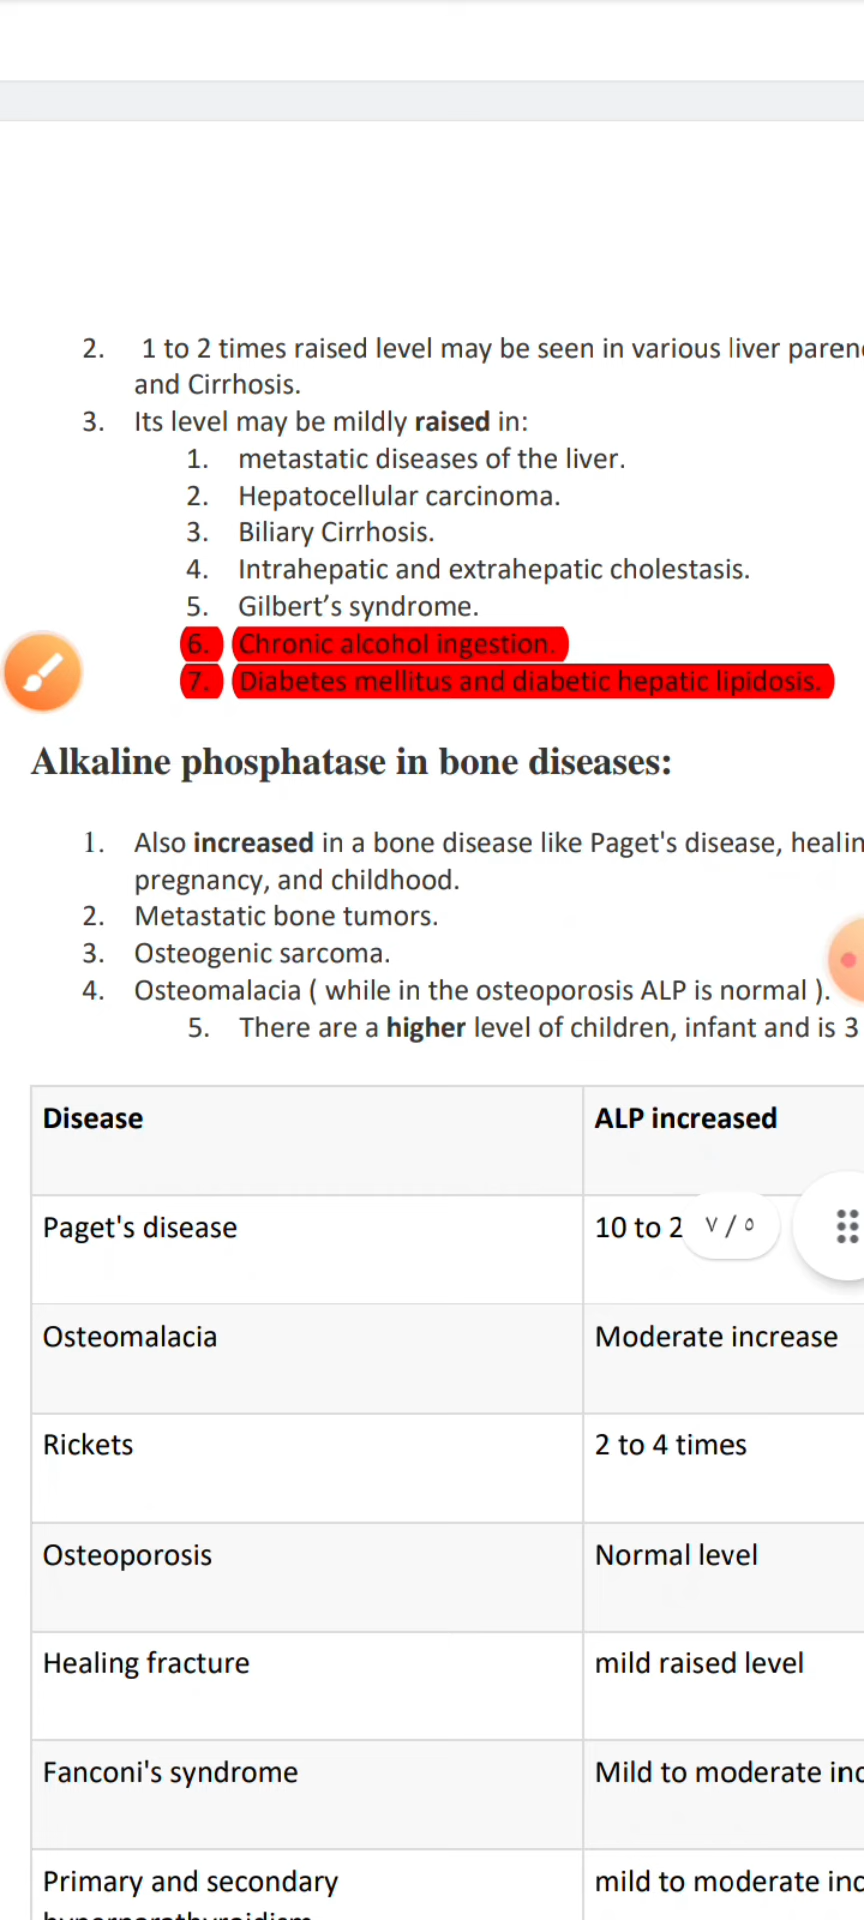 2. 1 to 2 times raised level may be seen in various liver
and Cirrhosis.
3. Its level may be mildly raised in:
1. metastatic diseases of the liver.
2. Hepatocellular carcinoma.
3. Biliary Cirrhosis.
4. Intrahepatic and extrahepatic cholestasis.
5. Gilbert’s syndrome.
6. Chronic alcohol ingestion.
7. Diabetes mellitus and diabetic hepatic lipidosis.
Alkaline phosphatase in bone diseases:
1. Also increased in a bone disease like Paget's disease,
pregnancy, and childhood.
2. Metastatic bone tumors.
3. Osteogenic sarcoma.
4. Osteomalacia ( while in the osteoporosis ALP is normal ).
5. There are a higher level of children, infant and is 3
Disease ALP increased
Paget's disease 10 to 2
٧ / ٥
Osteomalacia Moderate increase
Rickets 2 to 4 times
Osteoporosis Normal level
Healing fracture mild raised level
Fanconi's syndrome Mild to moderate
Primary and secondary mild to moderate